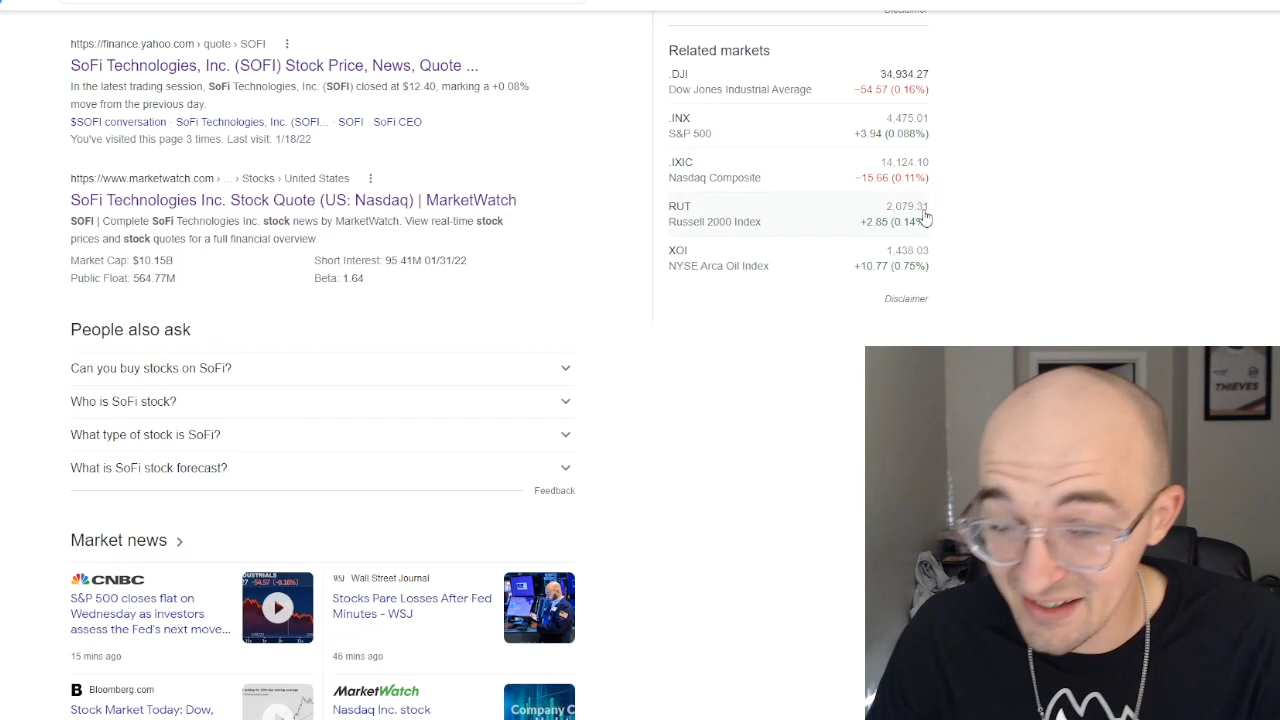 https://finance.yahoo.com › quote › SOFI
SoFi Technologies, Inc. (SOFI) Stock Price, News, Quote ...
In the latest trading session, SoFi Technologies, Inc. (SOFI) closed at $12.40, marking a +0.08%
move from the previous day.
$SOFI conversation · SoFi Technologies, Inc. (SOFI... · SOFI · SoFi CEO
You've visited this page 3 times. Last visit: 1/18/22
https://www.marketwatch.com › ... › Stocks › United States
SoFi Technologies Inc. Stock Quote (US: Nasdaq) | MarketWatch
SOFI | Complete SoFi Technologies Inc. stock news by MarketWatch. View real-time stock
prices and stock quotes for a full financial overview.
Market Cap: $10.15B Short Interest: 95.41M 01/31/22
Public Float: 564.77M Beta: 1.64
People also ask
Can you buy stocks on SoFi?
Who is SoFi stock?
What type of stock is SoFi?
What is SoFi stock forecast?
Feedback
Market news
CNBC
S&P 500 closes flat on
Wednesday as investors
assess the Fed's next move...
15 mins ago
USTRIALS
27 -54.57 (-0.16%)
WSJ Wall Street Journal
Stocks Pare Losses After Fed
Minutes - WSJ
46 mins ago
B Bloomberg.com
Stock Market Today: Dow,
MarketWatch
Nasdaq Inc. stock
Company C
Disclaimer
Related markets
.DJI 34,934.27
Dow Jones Industrial Average −54.57 (0.16%)
.INX 4,475.01
S&P 500 +3.94 (0.088%)
.IXIC 14,124.10
Nasdaq Composite −15.66 (0.11%)
RUT 2,079.31
Russell 2000 Index +2.85 (0.14%
XOI 1,438.03
NYSE Arca Oil Index +10.77 (0.75%)
Disclaimer
THIEVES